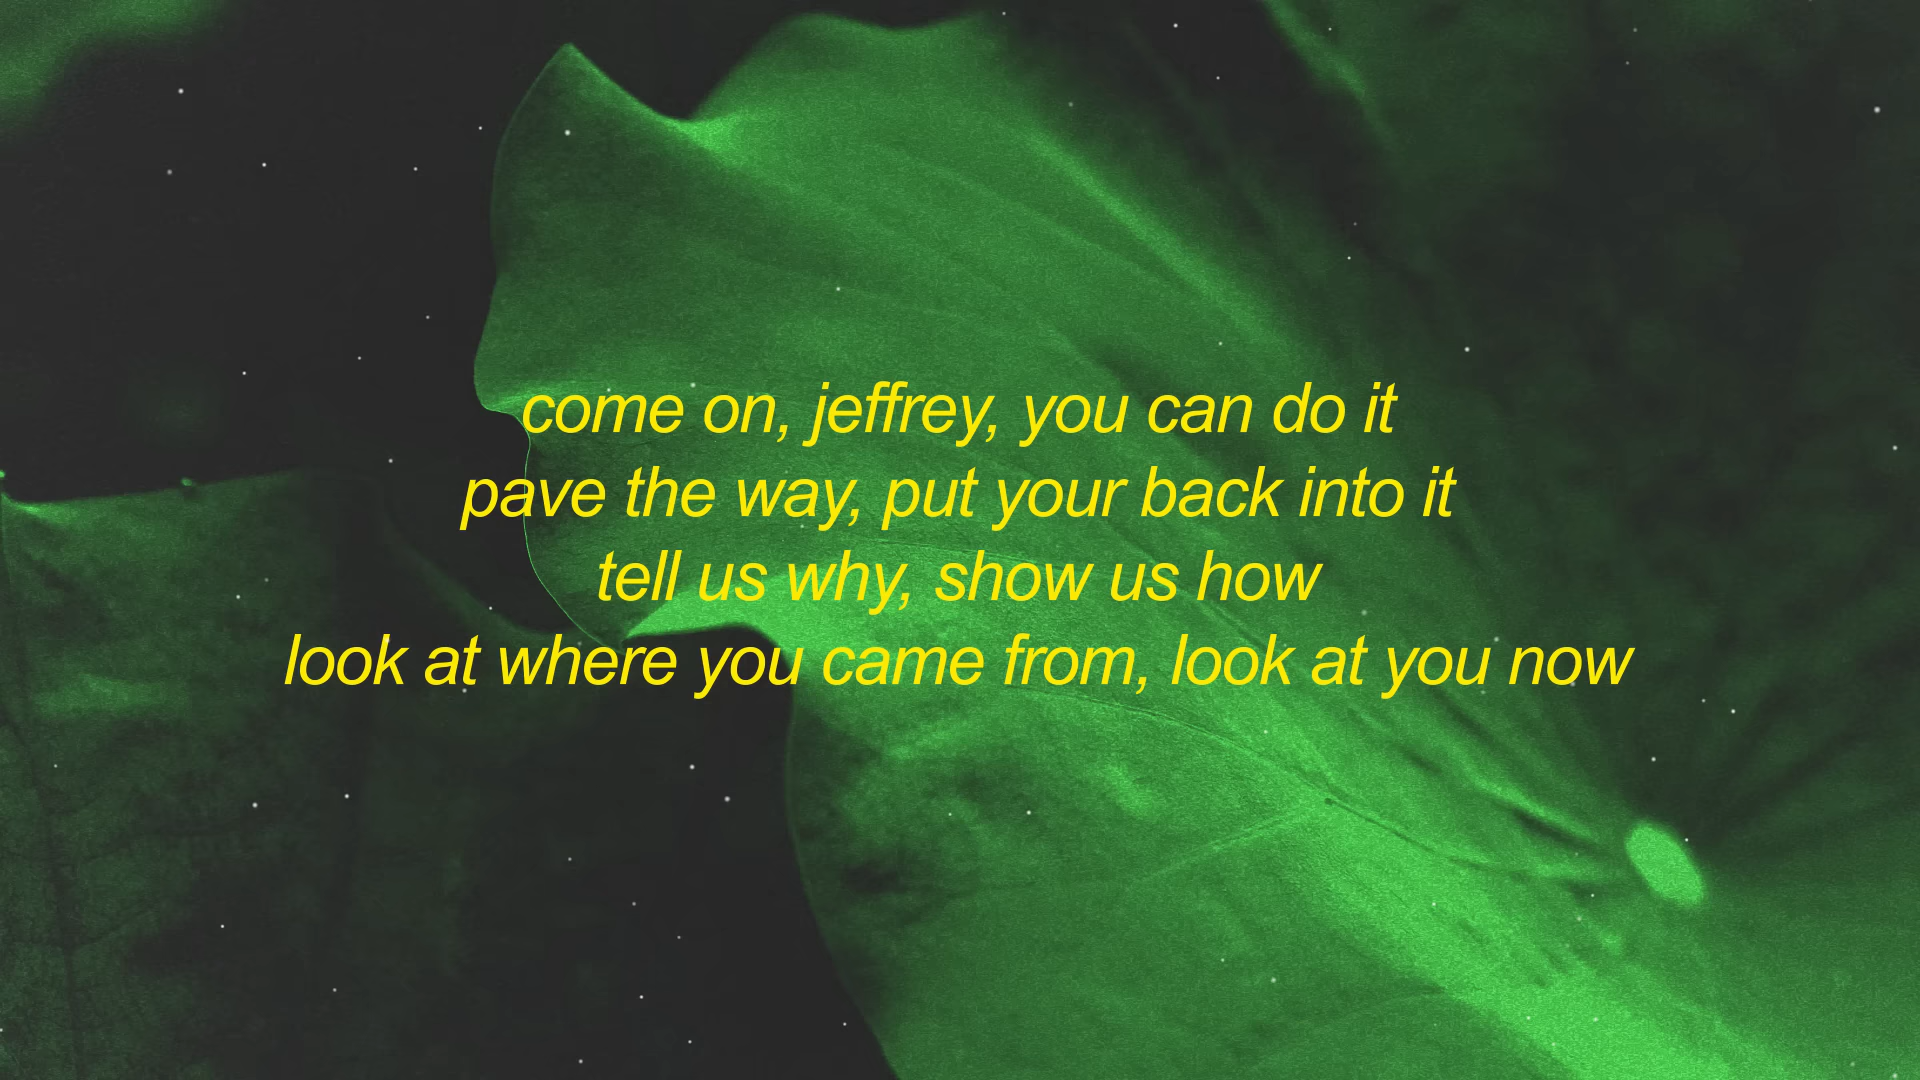 come on, jeffrey, you can do it
pave the way, put your back into it
tell us why, show us how
look at where you came from, look at you now